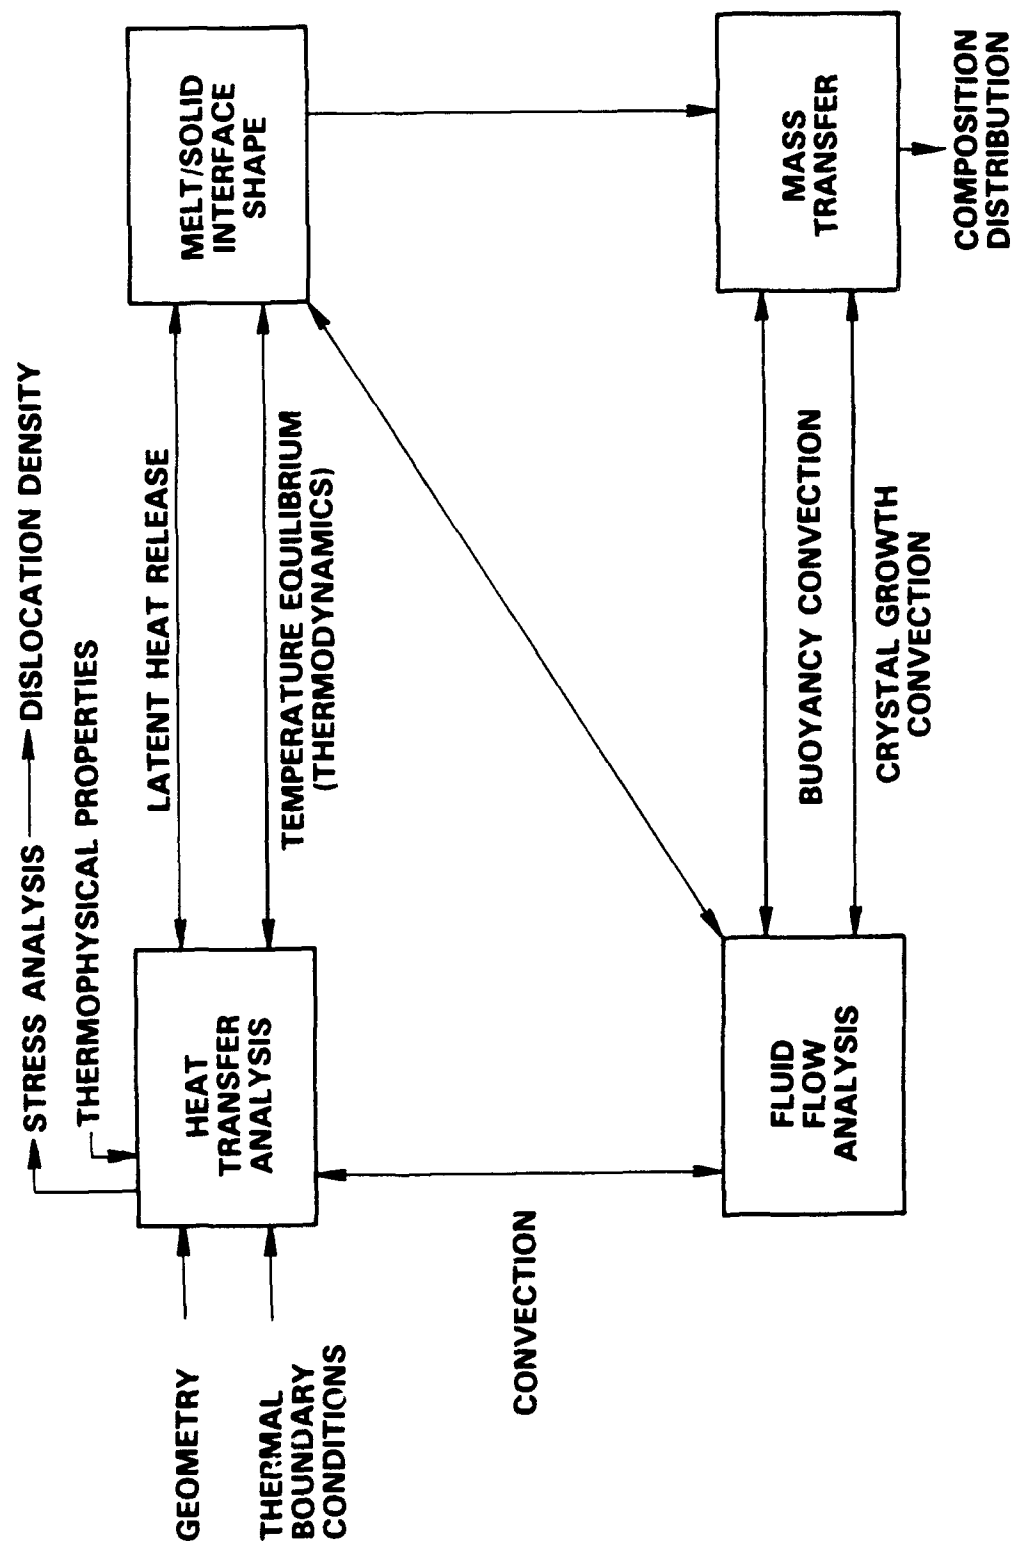 STRESS ANALYSIS
DISLOCATION DENSITY
THERMOPHYSICAL PROPERTIES
GEOMETRY
THERMAL
BOUNDARY
CONDITIONS
HEAT
TRANSFER
ANALYSIS
LATENT HEAT RELEASE
TEMPERATURE EQUILIBRIUM
(THERMODYNAMICS)
MELT/SOLID
INTERFACE
SHAPE
CONVECTION
FLUID
FLOW
ANALYSIS
BUOYANCY CONVECTION
CRYSTAL GROWTH
CONVECTION
MASS
TRANSFER
COMPOSITION
DISTRIBUTION